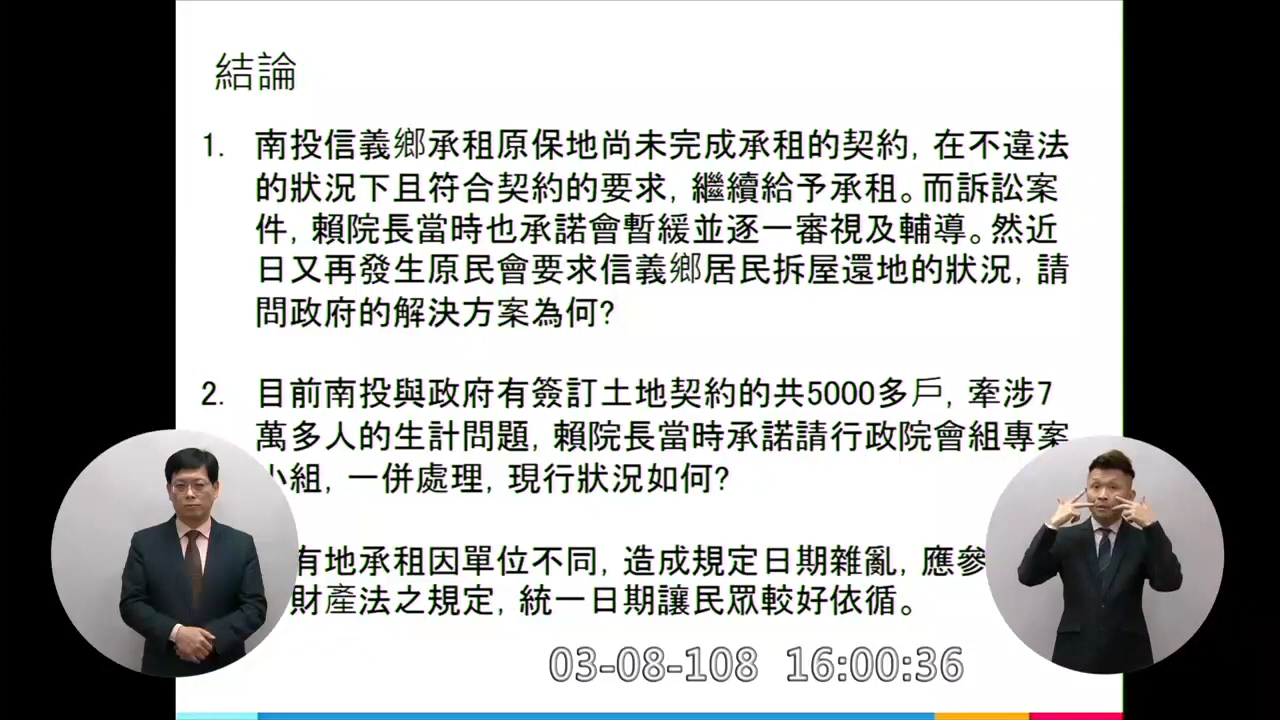 結論
1. 南投信義鄉承租原保地尚未完成承租的契約, 在不違法
的狀況下且符合契約的要求, 繼續給予承租。而訴訟案
件, 賴院長當時也承諾會暫緩並逐一審視及輔導。然近
日又再發生原民會要求信義鄉居民拆屋還地的狀況, 請
問政府的解決方案為何?
2. 目前南投與政府有簽訂土地契約的共5000多戶, 牽涉7
萬多人的生計問題, 賴院長當時承諾請行政院會組專案
小組, 一併處理, 現行狀況如何?
有地承租因單位不同, 造成規定日期雜亂, 應參
財產法之規定, 統一日期讓民眾較好依循。
03-08-108 16:00:36